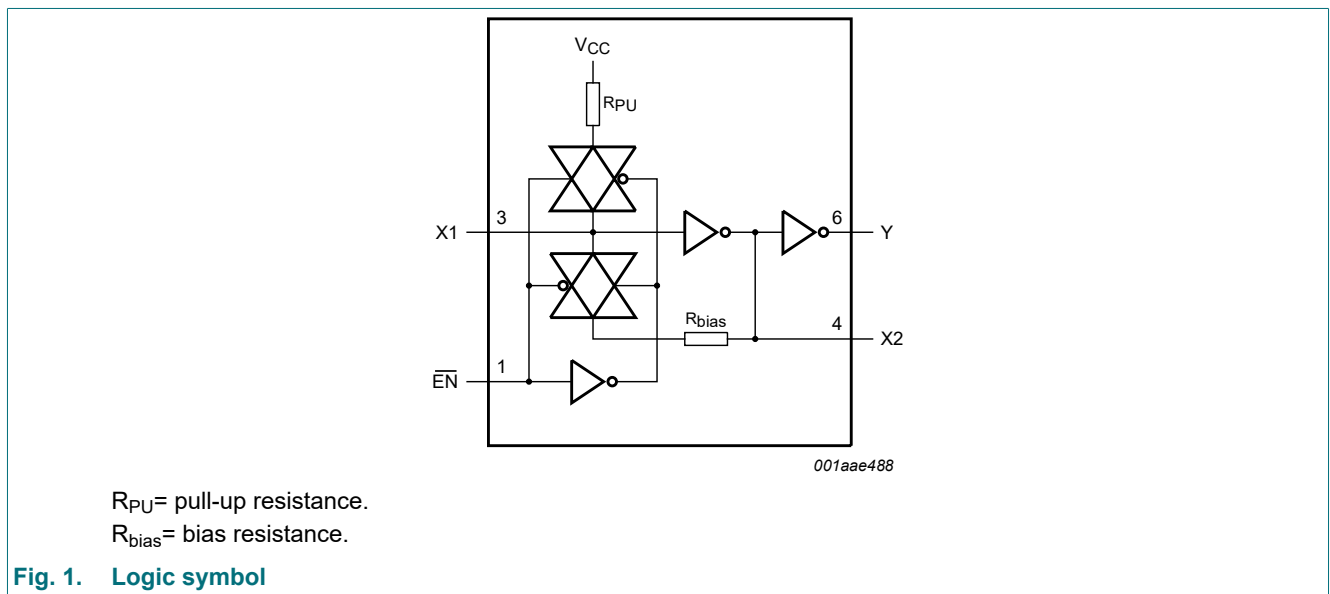 VCC
RPU
X1
3
6
Y
Rbias
4
X2
EN
1
001aae488
RPU= pull-up resistance.
Rbias= bias resistance.
Fig. 1. Logic symbol